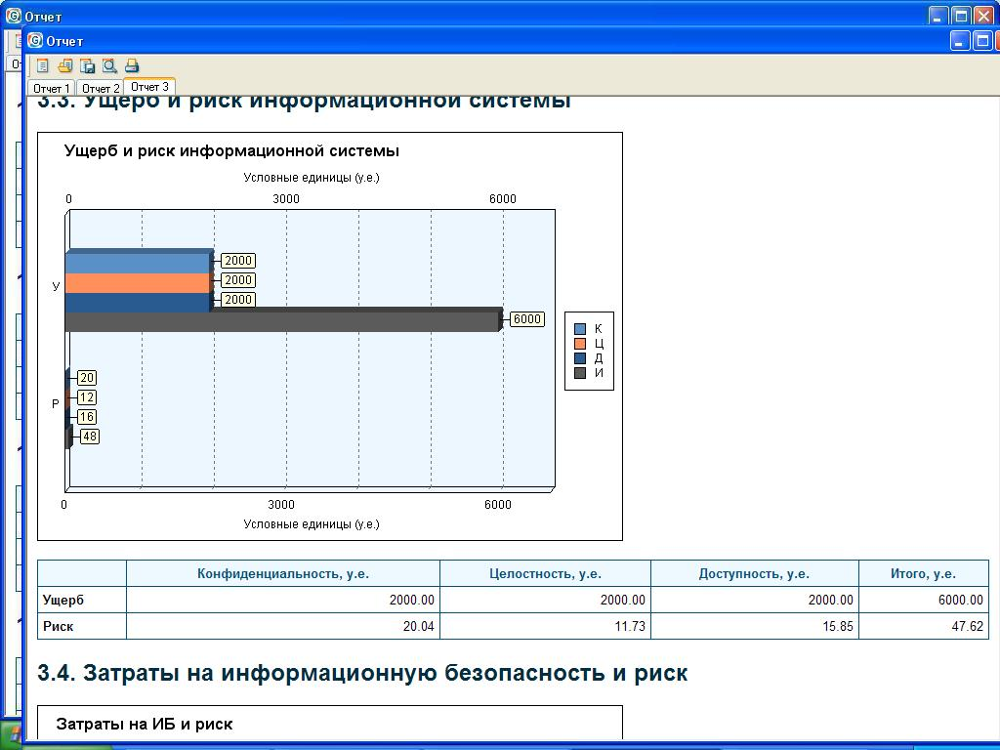 Отчет
Отчет
Отчет 1 Отчет 2 Отчет 3
3.3. Ущерб и риск информационной системы
Ущерб и риск информационной системы
Условные единицы (у.е.)
0 3000 6000
2000
2000
У
2000
6000
К
Ц
Д
И
20
12
Р
16
48
0 3000 6000
Условные единицы (у.е.)
Конфиденциальность, у.е. Целостность, у.е. Доступность, у.е. Итого, у.е.
Ущерб 2000.00 2000.00 2000.00 6000.00
Риск 20.04 11.73 15.85 47.62
3.4. Затраты на информационную безопасность и риск
Затраты на ИБ и риск